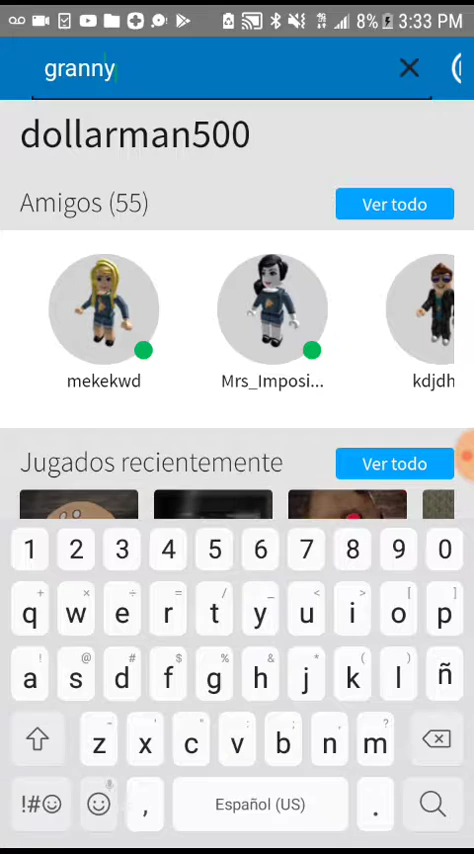 8% 3:33 PM
granny
dollarman500
Amigos (55)
Ver todo
mekekwd
Mrs_Imposi...
kdjdh
Jugados recientemente
Ver todo
1 2 3 4 5 6 7 8 9 0
+ × ÷ = / _ < > [ ]
q w e r t y u i o p
! @ # $ % ^ & * ( )
a s d f g h j k l ñ
- ' " : ; , ?
z x c v b n m
!#☺ , Español (US) .